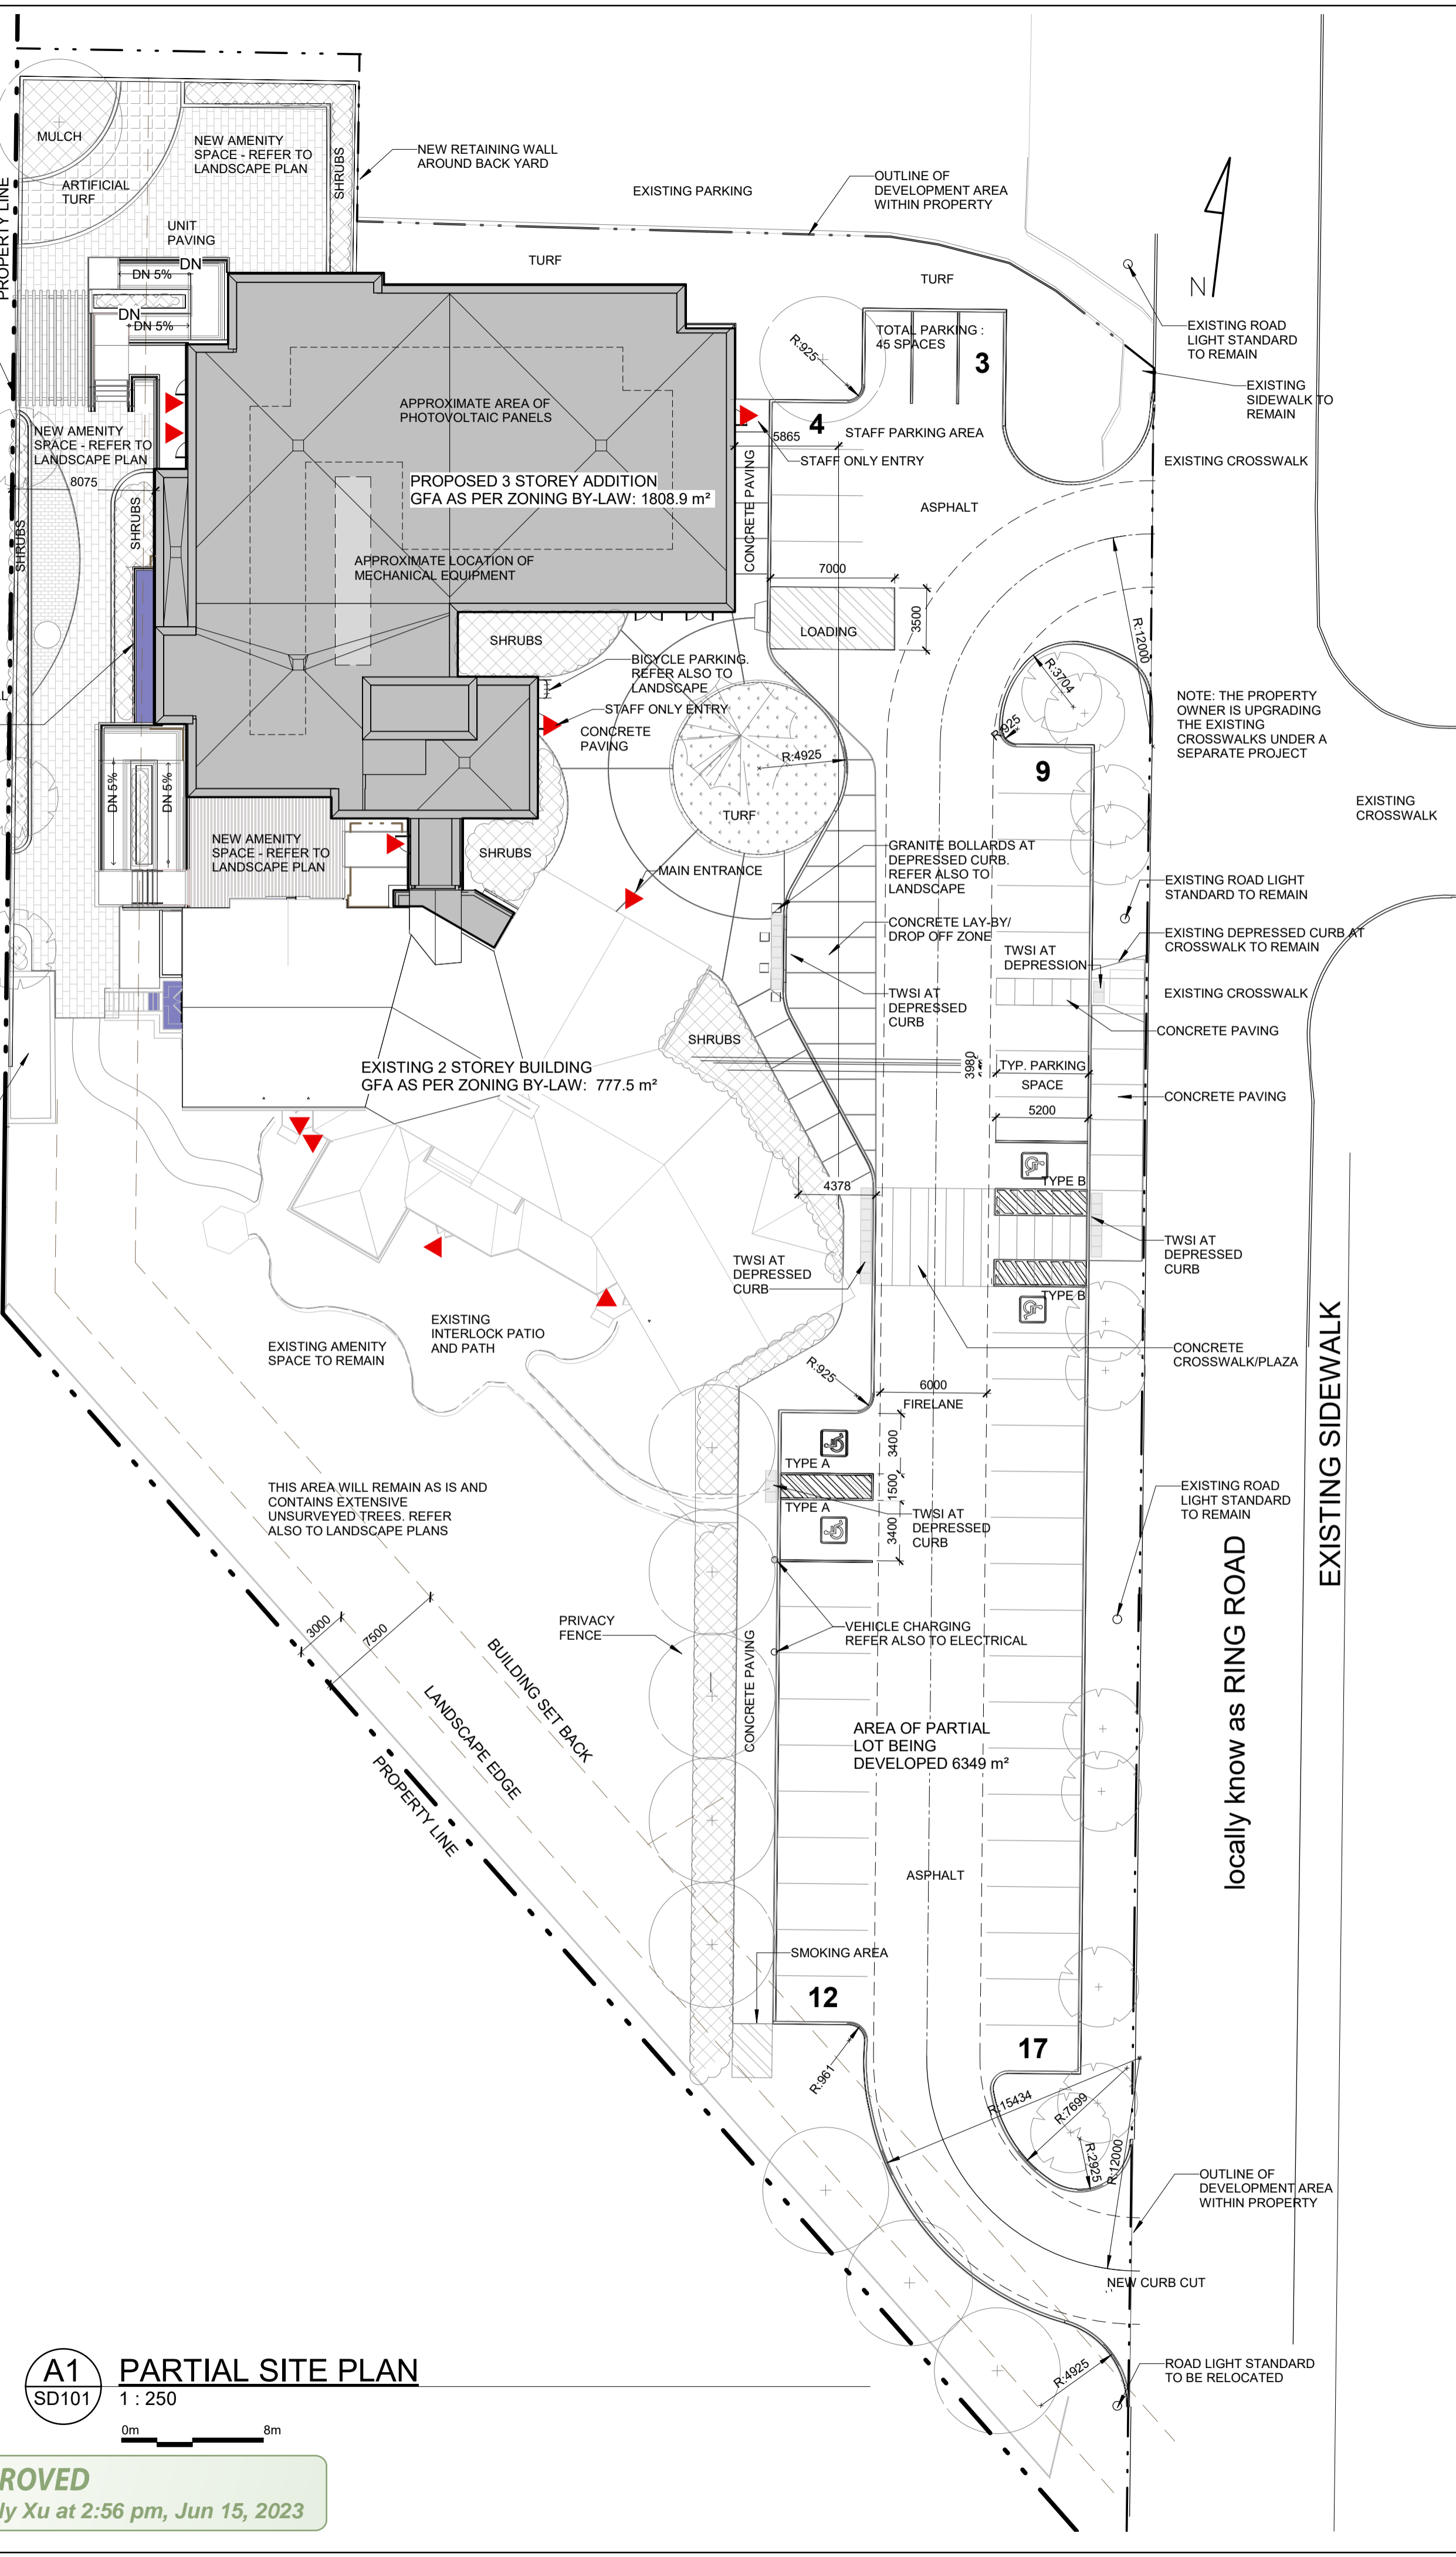 MULCH
NEW AMENITY
SPACE - REFER TO
LANDSCAPE PLAN
SHRUBS
ARTIFICIAL
TURF
UNIT
PAVING
PROPERTY LINE
DN
DN 5%
DN
DN 5%
NEW RETAINING WALL
AROUND BACK YARD
EXISTING PARKING
OUTLINE OF
DEVELOPMENT AREA
WITHIN PROPERTY
TURF
TURF
N
EXISTING ROAD
LIGHT STANDARD
TO REMAIN
EXISTING
SIDEWALK TO
REMAIN
TOTAL PARKING :
45 SPACES
R:925
3
4
5865
STAFF PARKING AREA
STAFF ONLY ENTRY
EXISTING CROSSWALK
ASPHALT
APPROXIMATE AREA OF
PHOTOVOLTAIC PANELS
NEW AMENITY
SPACE - REFER TO
LANDSCAPE PLAN
8075
SHRUBS
SHRUBS
PROPOSED 3 STOREY ADDITION
GFA AS PER ZONING BY-LAW: 1808.9 m²
CONCRETE PAVING
APPROXIMATE LOCATION OF
MECHANICAL EQUIPMENT
7000
3500
LOADING
R:12000
SHRUBS
BICYCLE PARKING.
REFER ALSO TO
LANDSCAPE
STAFF ONLY ENTRY
CONCRETE
PAVING
R:3704
R:925
NOTE: THE PROPERTY
OWNER IS UPGRADING
THE EXISTING
CROSSWALKS UNDER A
SEPARATE PROJECT
R:4925
9
TURF
DN 5%
DN 5%
EXISTING
CROSSWALK
NEW AMENITY
SPACE - REFER TO
LANDSCAPE PLAN
SHRUBS
MAIN ENTRANCE
GRANITE BOLLARDS AT
DEPRESSED CURB.
REFER ALSO TO
LANDSCAPE
EXISTING ROAD LIGHT
STANDARD TO REMAIN
CONCRETE LAY-BY/
DROP OFF ZONE
EXISTING DEPRESSED CURB AT
CROSSWALK TO REMAIN
TWSI AT
DEPRESSION
TWSI AT
DEPRESSED
CURB
EXISTING CROSSWALK
CONCRETE PAVING
SHRUBS
EXISTING 2 STOREY BUILDING
GFA AS PER ZONING BY-LAW: 777.5 m²
3980
TYP. PARKING
SPACE
5200
CONCRETE PAVING
TYPE B
4378
TWSI AT
DEPRESSED
CURB
TWSI AT
DEPRESSED
CURB
TYPE B
EXISTING
INTERLOCK PATIO
AND PATH
EXISTING AMENITY
SPACE TO REMAIN
CONCRETE
CROSSWALK/PLAZA
R:925
6000
FIRELANE
3400
TYPE A
1500
TYPE A
3400
TWSI AT
DEPRESSED
CURB
THIS AREA WILL REMAIN AS IS AND
CONTAINS EXTENSIVE
UNSURVEYED TREES. REFER
ALSO TO LANDSCAPE PLANS
EXISTING ROAD
LIGHT STANDARD
TO REMAIN
EXISTING SIDEWALK
locally know as RING ROAD
3000
7500
PRIVACY
FENCE
VEHICLE CHARGING
REFER ALSO TO ELECTRICAL
CONCRETE PAVING
BUILDING SET BACK
LANDSCAPE EDGE
PROPERTY LINE
AREA OF PARTIAL
LOT BEING
DEVELOPED 6349 m²
ASPHALT
SMOKING AREA
12
17
R:961
R:15434
R:7699
R:2925
R:12000
OUTLINE OF
DEVELOPMENT AREA
WITHIN PROPERTY
NEW CURB CUT
R:4925
ROAD LIGHT STANDARD
TO BE RELOCATED
A1
SD101
PARTIAL SITE PLAN
1 : 250
0m 8m
ROVED
ly Xu at 2:56 pm, Jun 15, 2023